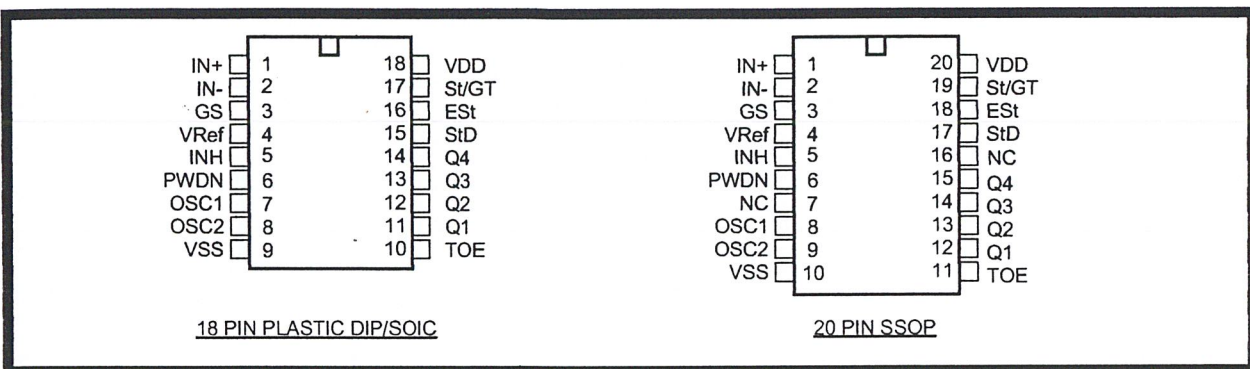 IN+ 1 18 VDD
IN- 2 17 St/GT
GS 3 16 ESt
VRef 4 15 StD
INH 5 14 Q4
PWDN 6 13 Q3
OSC1 7 12 Q2
OSC2 8 11 Q1
VSS 9 10 TOE
18 PIN PLASTIC DIP/SOIC
IN+ 1 20 VDD
IN- 2 19 St/GT
GS 3 18 ESt
VRef 4 17 StD
INH 5 16 NC
PWDN 6 15 Q4
NC 7 14 Q3
OSC1 8 13 Q2
OSC2 9 12 Q1
VSS 10 11 TOE
20 PIN SSOP